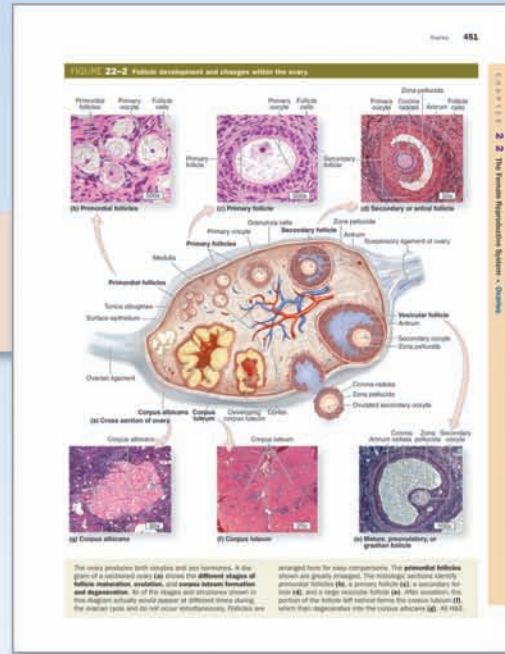 Ovaries 451
FIGURE 22–2 Follicle development and changes within the ovary.
Primordial follicles
Primary oocyte
Follicle cells
(b) Primordial follicles
Primary oocyte
Follicle cells
Primary follicle
(c) Primary follicle
Zona pellucida
Primary oocyte
Corona radiata
Antrum
Follicle cells
Secondary follicle
(d) Secondary or antral follicle
Granulosa cells
Primary oocyte
Primary follicles
Medulla
Primordial follicles
Tunica albuginea
Surface epithelium
Ovarian ligament
Secondary follicle
Zona pellucida
Antrum
Suspensory ligament of ovary
Vesicular follicle
Antrum
Secondary oocyte
Zona pellucida
Corona radiata
Zona pellucida
Ovulated secondary oocyte
Corpus albicans
Corpus luteum
Developing corpus luteum
Cortex
(a) Cross section of ovary
Corpus albicans
(g) Corpus albicans
Corpus luteum
(f) Corpus luteum
Antrum
Corona radiata
Zona pellucida
Secondary oocyte
(e) Mature, preovulatory, or graafian follicle
The ovary produces both oocytes and sex hormones. A dia-
gram of a sectioned ovary (a) shows the different stages of
follicle maturation, ovulation, and corpus luteum formation
and degeneration. All of the stages and structures shown in
this diagram actually would appear at different times during
the ovarian cycle and do not occur simultaneously. Follicles are
arranged here for easy comparisons. The primordial follicles
shown are greatly enlarged. The histologic sections identify
primordial follicles (b), a primary follicle (c), a secondary fol-
licle (d), and a large vesicular follicle (e). After ovulation, the
portion of the follicle left behind forms the corpus luteum (f),
which then degenerates into the corpus albicans (g). All H&E.
CHAPTER 22 The Female Reproductive System • Ovaries